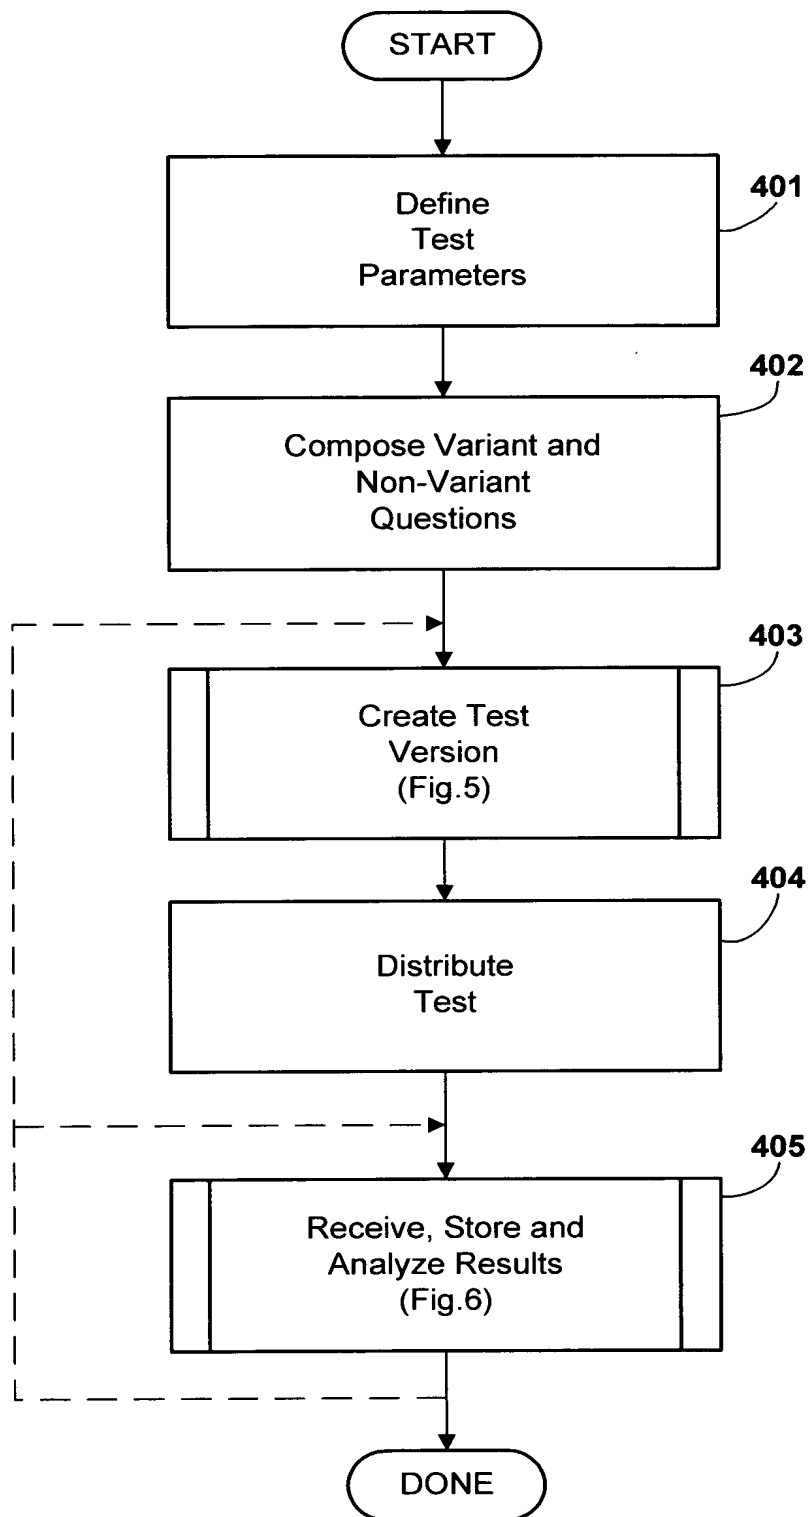 START
401
Define
Test
Parameters
402
Compose Variant and
Non-Variant
Questions
403
Create Test
Version
(Fig.5)
404
Distribute
Test
405
Receive, Store and
Analyze Results
(Fig.6)
DONE